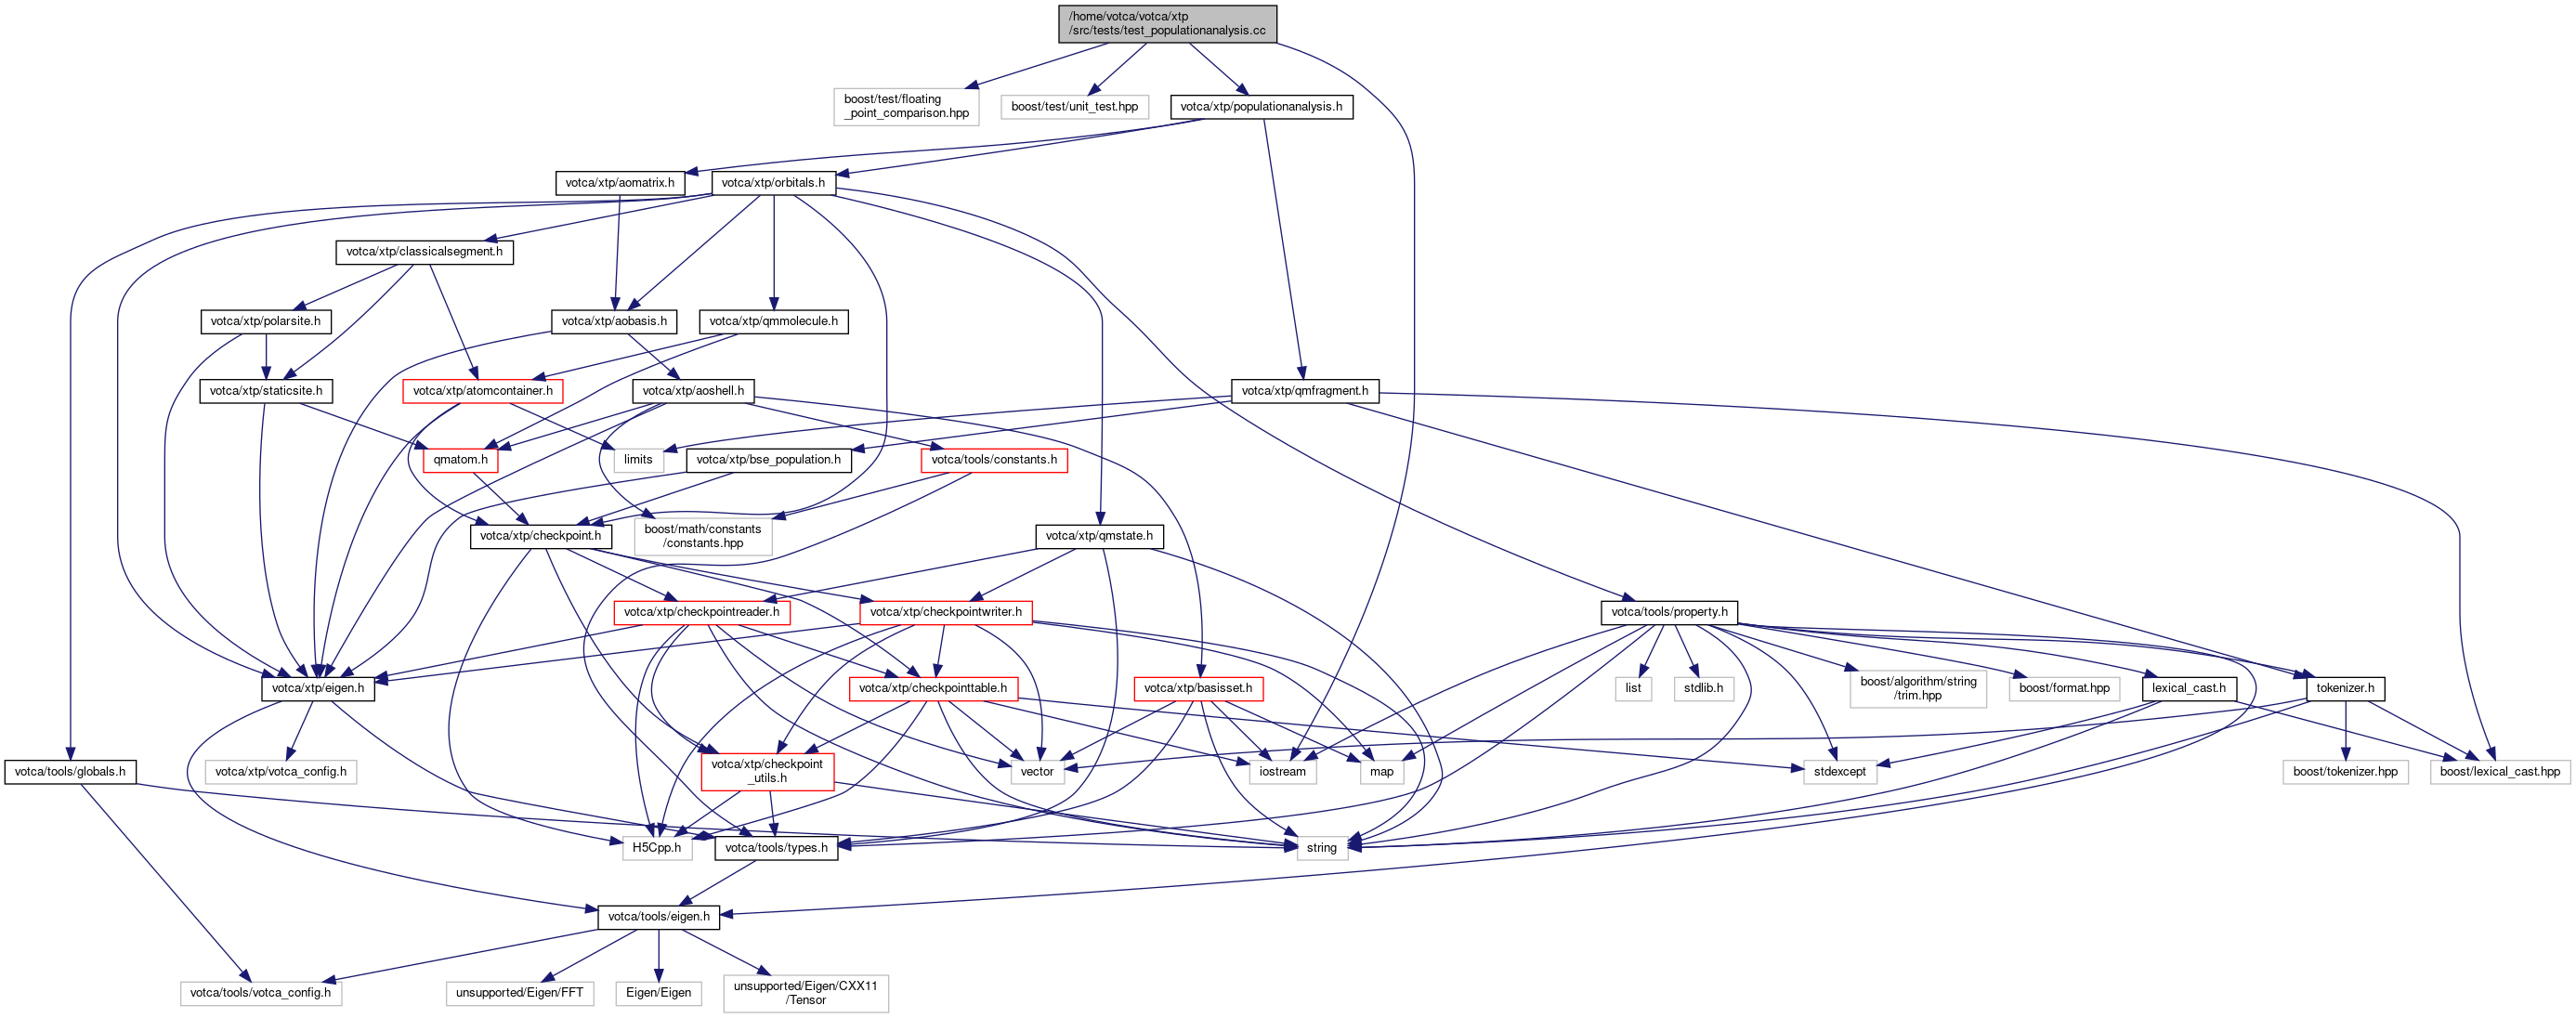 /home/votca/votca/xtp
/src/tests/test_populationanalysis.cc
boost/test/floating
_point_comparison.hpp
boost/test/unit_test.hpp
votca/xtp/populationanalysis.h
votca/xtp/aomatrix.h
votca/xtp/orbitals.h
votca/xtp/classicalsegment.h
votca/xtp/polarsite.h
votca/xtp/aobasis.h
votca/xtp/qmmolecule.h
votca/xtp/staticsite.h
votca/xtp/atomcontainer.h
votca/xtp/aoshell.h
votca/xtp/qmfragment.h
qmatom.h
limits
votca/xtp/bse_population.h
votca/tools/constants.h
votca/xtp/checkpoint.h
boost/math/constants
/constants.hpp
votca/xtp/qmstate.h
votca/xtp/checkpointreader.h
votca/xtp/checkpointwriter.h
votca/tools/property.h
votca/xtp/eigen.h
votca/xtp/checkpointtable.h
votca/xtp/basisset.h
list
stdlib.h
boost/algorithm/string
/trim.hpp
boost/format.hpp
lexical_cast.h
tokenizer.h
votca/tools/globals.h
votca/xtp/votca_config.h
votca/xtp/checkpoint
_utils.h
vector
iostream
map
stdexcept
boost/tokenizer.hpp
boost/lexical_cast.hpp
H5Cpp.h
votca/tools/types.h
string
votca/tools/eigen.h
votca/tools/votca_config.h
unsupported/Eigen/FFT
Eigen/Eigen
unsupported/Eigen/CXX11
/Tensor